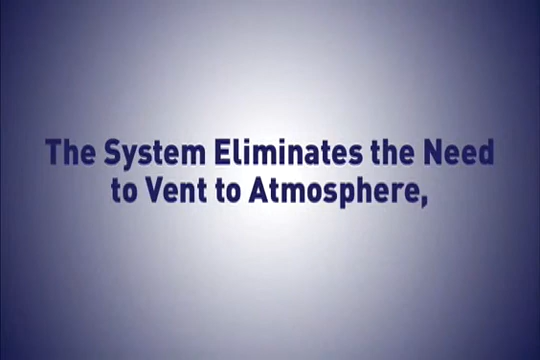 The System Eliminates the Need
to Vent to Atmosphere,